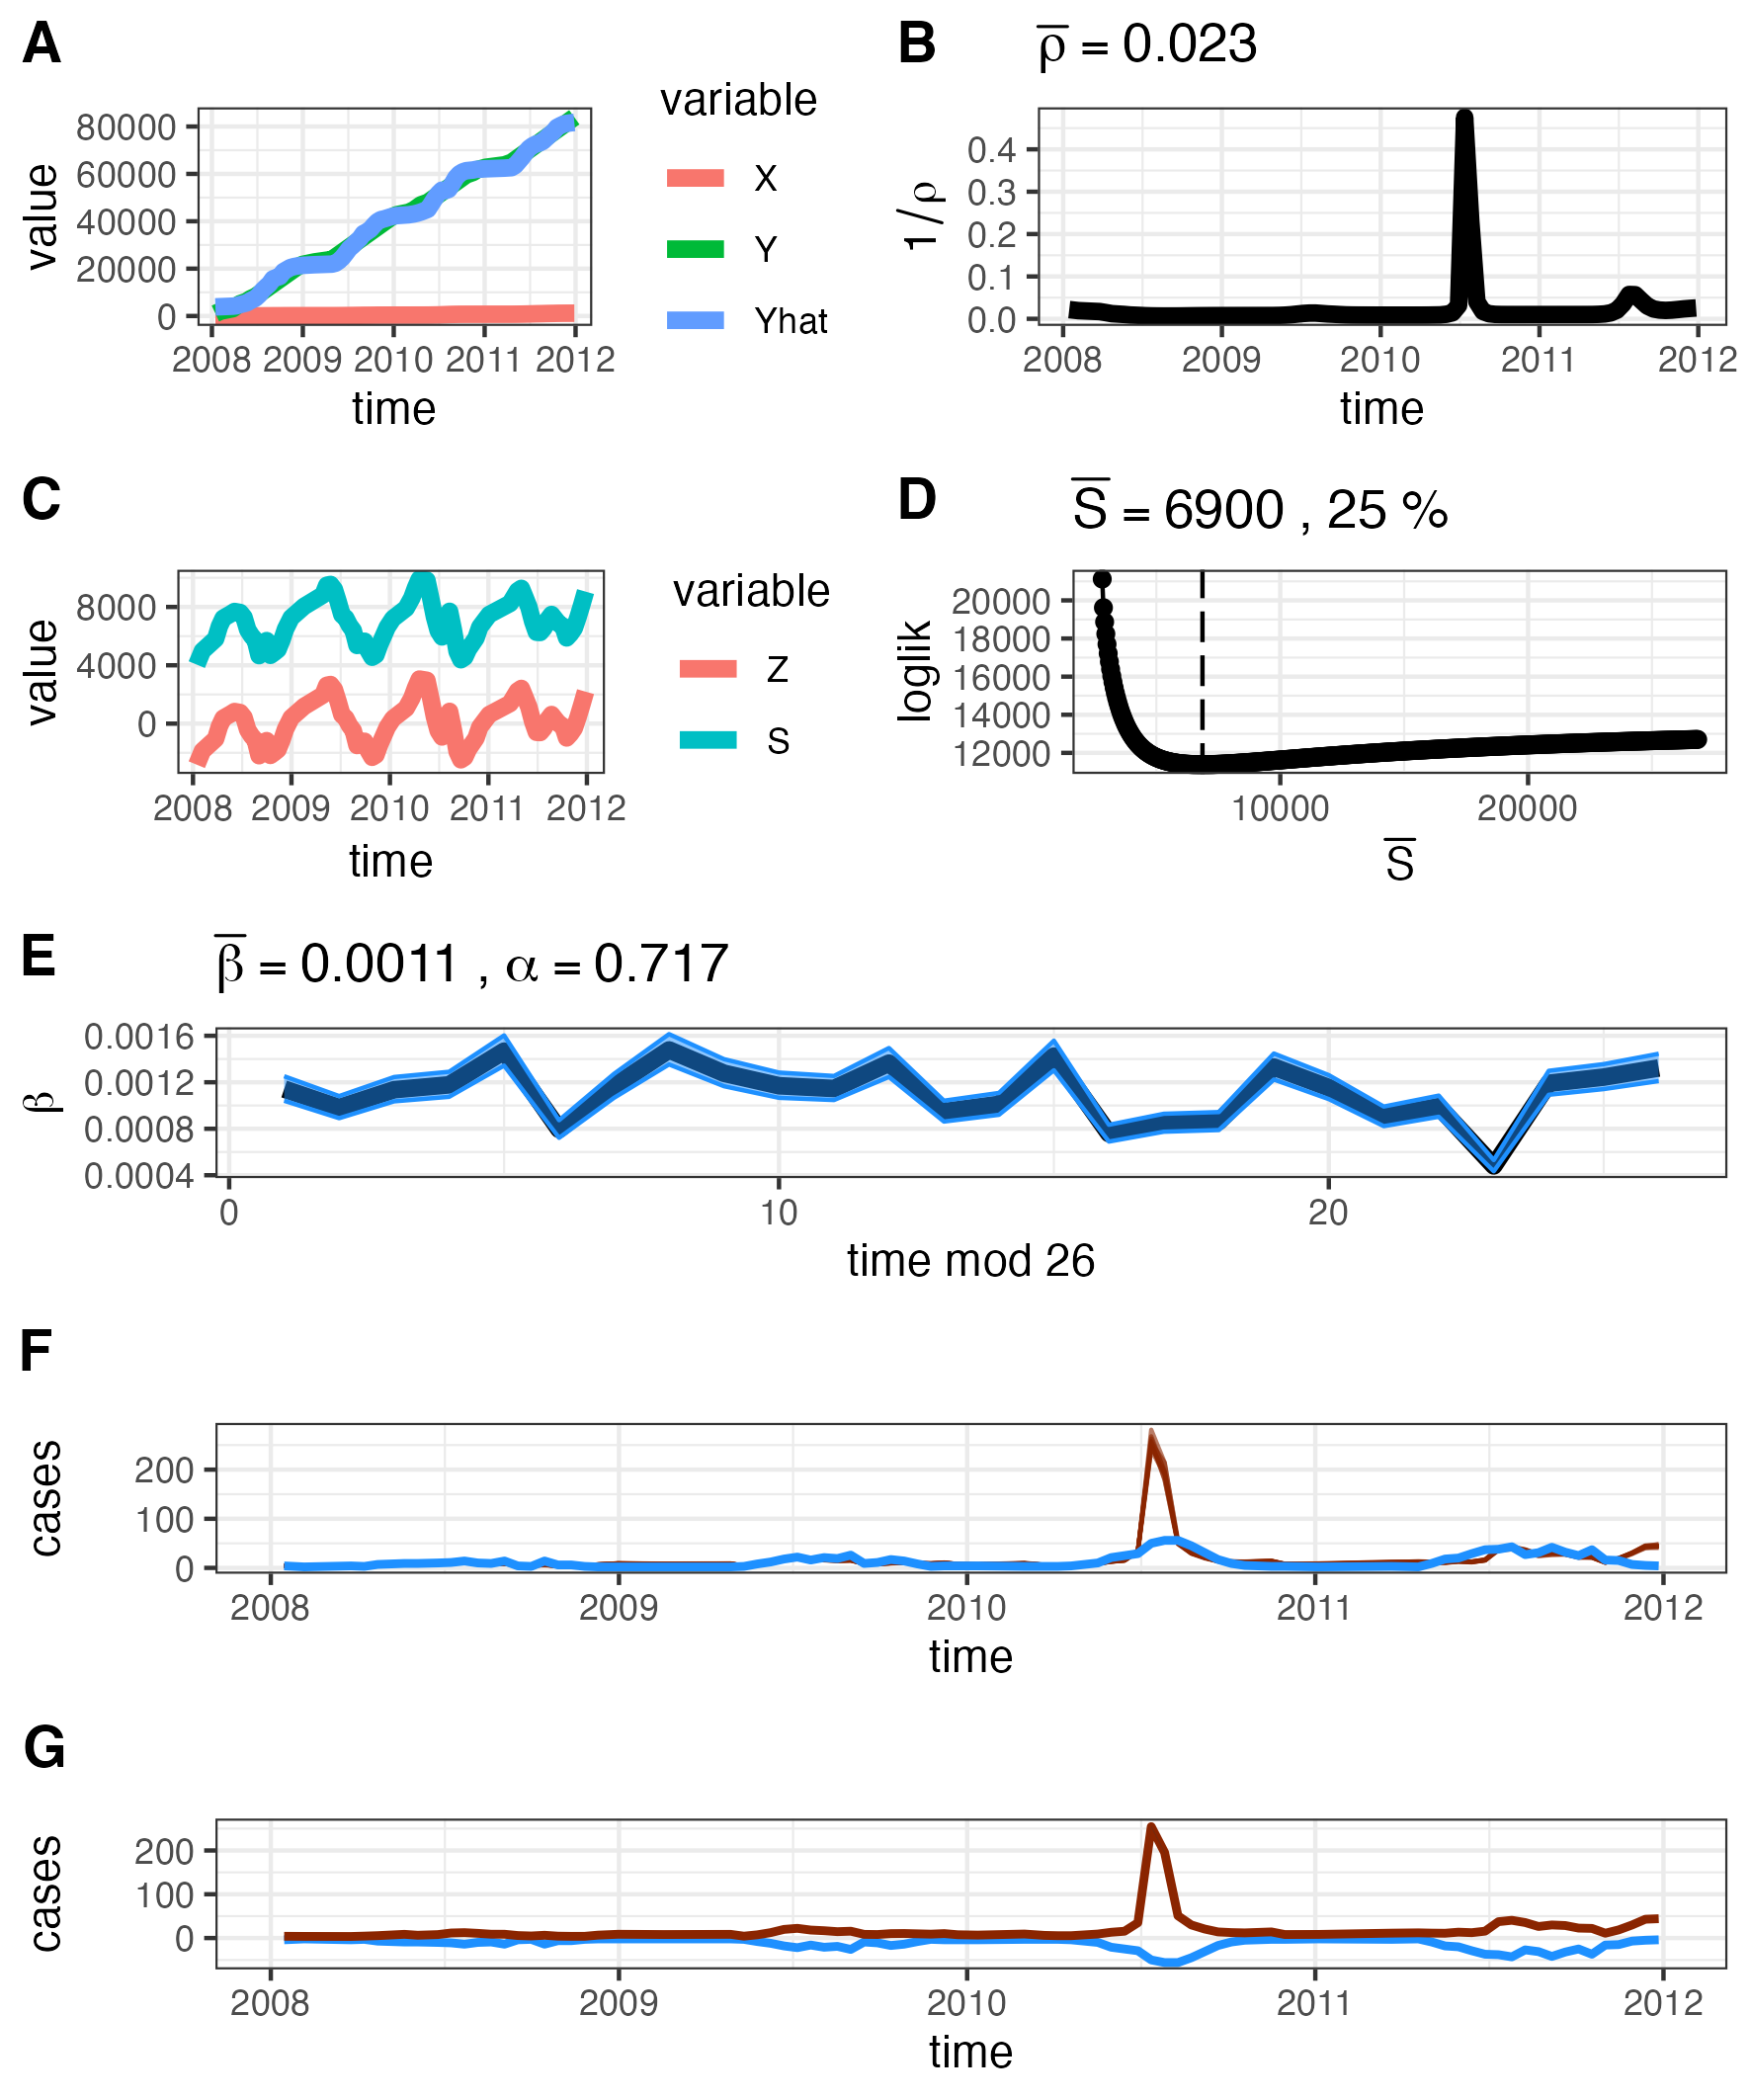 A
variable
value
80000
60000
40000
20000
0
2008 2009 2010 2011 2012
time
X
Y
Yhat
B
ρ̅ = 0.023
1/ρ
0.4
0.3
0.2
0.1
0.0
2008 2009 2010 2011 2012
time
C
value
8000
4000
0
2008 2009 2010 2011 2012
time
variable
Z
S
D
S̅ = 6900 , 25 %
loglik
20000
18000
16000
14000
12000
10000 20000
S̅
E
β̅ = 0.0011 , α = 0.717
β
0.0016
0.0012
0.0008
0.0004
0 10 20
time mod 26
F
cases
200
100
0
2008 2009 2010 2011 2012
time
G
cases
200
100
0
2008 2009 2010 2011 2012
time